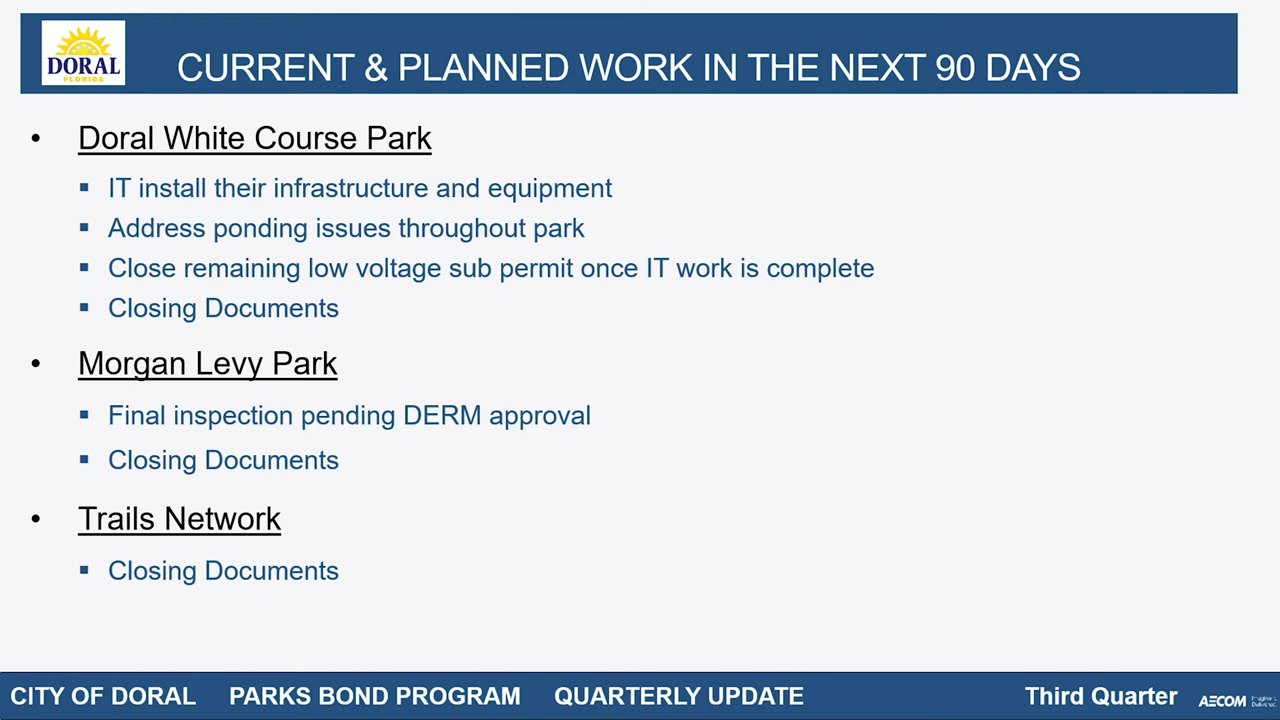 DORAL
FLORIDA
CURRENT & PLANNED WORK IN THE NEXT 90 DAYS
• Doral White Course Park
▪ IT install their infrastructure and equipment
▪ Address ponding issues throughout park
▪ Close remaining low voltage sub permit once IT work is complete
▪ Closing Documents
• Morgan Levy Park
▪ Final inspection pending DERM approval
▪ Closing Documents
• Trails Network
▪ Closing Documents
CITY OF DORAL PARKS BOND PROGRAM QUARTERLY UPDATE Third Quarter AECOM